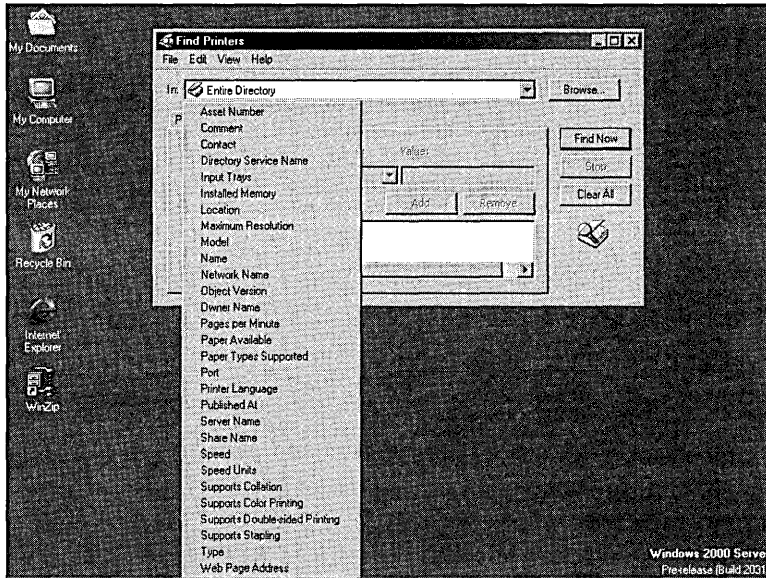 My Documents
My Computer
My Network
Places
Recycle Bin
Internet
Explorer
WinZip
Find Printers
File Edit View Help
In: Entire Directory
Browse...
Asset Number
Comment
Contact
Directory Service Name
Input Trays
Installed Memory
Location
Maximum Resolution
Model
Name
Network Name
Object Version
Owner Name
Pages per Minute
Paper Available
Paper Types Supported
Port
Printer Language
Published At
Server Name
Share Name
Speed
Speed Units
Supports Collation
Supports Color Printing
Supports Double-sided Printing
Supports Stapling
Type
Web Page Address
Value:
Add Remove
Find Now
Stop
Clear All
Windows 2000 Serve
Pre-release (Build 2031